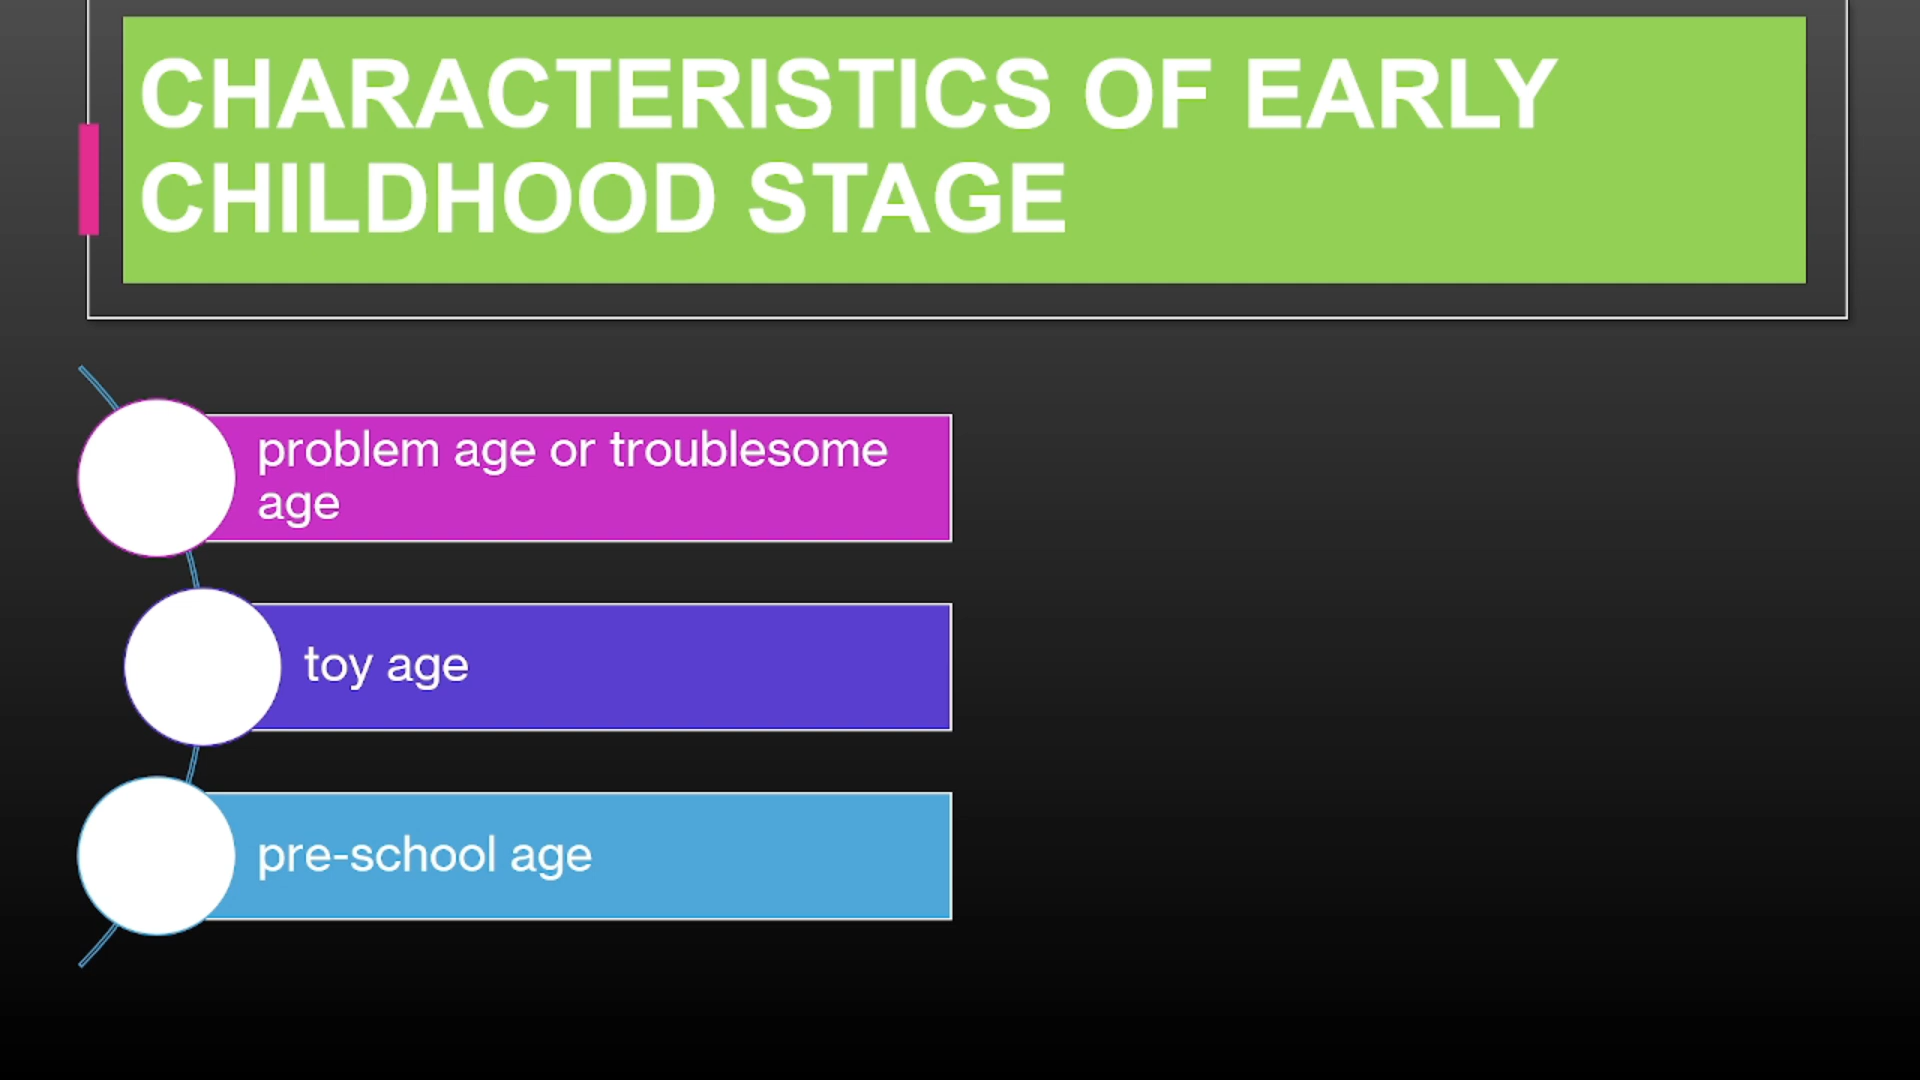 CHARACTERISTICS OF EARLY
CHILDHOOD STAGE
problem age or troublesome
age
toy age
pre-school age